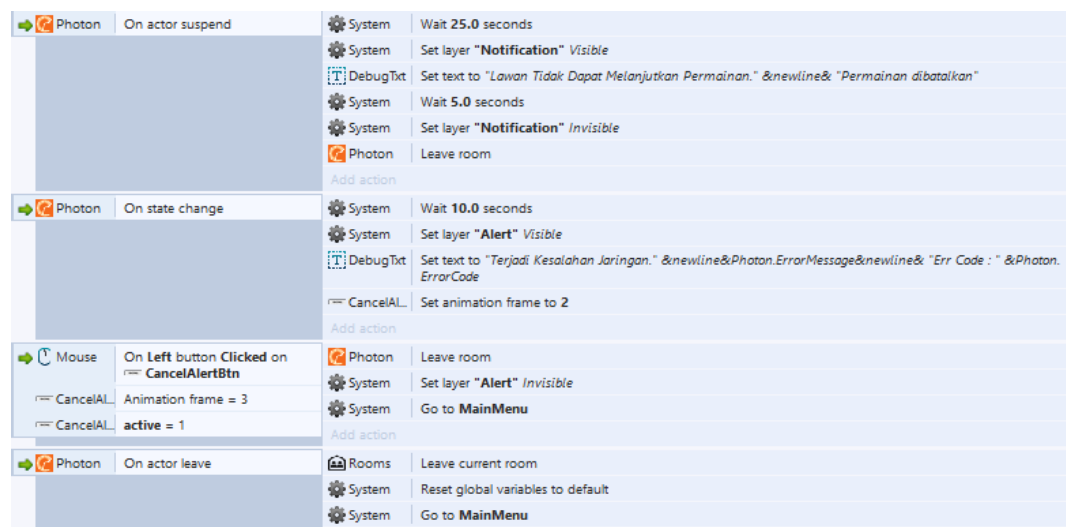 Photon On actor suspend System Wait 25.0 seconds
System Set layer "Notification" Visible
DebugTxt Set text to "Lawan Tidak Dapat Melanjutkan Permainan." &newline& "Permainan dibatalkan"
System Wait 5.0 seconds
System Set layer "Notification" Invisible
Photon Leave room
Add action
Photon On state change System Wait 10.0 seconds
System Set layer "Alert" Visible
DebugTxt Set text to "Terjadi Kesalahan Jaringan." &newline&Photon.ErrorMessage&newline& "Err Code : " &Photon.
ErrorCode
CancelAl... Set animation frame to 2
Add action
Mouse On Left button Clicked on Photon Leave room
CancelAlertBtn
System Set layer "Alert" Invisible
CancelAl... Animation frame = 3
System Go to MainMenu
CancelAl... active = 1
Add action
Photon On actor leave Rooms Leave current room
System Reset global variables to default
System Go to MainMenu